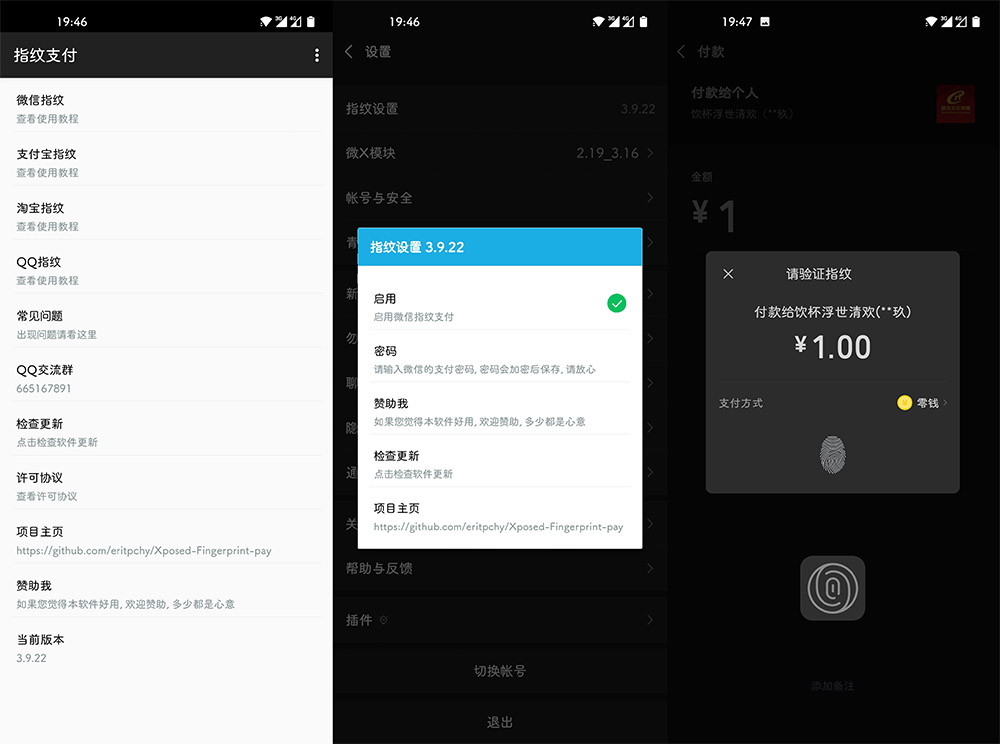 19:46
3G 4G
指纹支付
微信指纹
查看使用教程
支付宝指纹
查看使用教程
淘宝指纹
查看使用教程
QQ指纹
查看使用教程
常见问题
出现问题请看这里
QQ交流群
665167891
检查更新
点击检查软件更新
许可协议
查看许可协议
项目主页
https://github.com/eritpchy/Xposed-Fingerprint-pay
赞助我
如果您觉得本软件好用, 欢迎赞助, 多少都是心意
当前版本
3.9.22
19:46
3G 4G
设置
指纹设置 3.9.22
微X模块 2.19_3.16
帐号与安全
青
新
勿
聊
隐
通
关
帮助与反馈
插件
切换帐号
退出
指纹设置 3.9.22
启用
启用微信指纹支付
密码
请输入微信的支付密码, 密码会加密后保存, 请放心
赞助我
如果您觉得本软件好用, 欢迎赞助, 多少都是心意
检查更新
点击检查软件更新
项目主页
https://github.com/eritpchy/Xposed-Fingerprint-pay
19:47
3G 4G
付款
付款给个人
饮杯浮世清欢（**玖）
金额
¥ 1
请验证指纹
付款给饮杯浮世清欢(**玖)
¥1.00
支付方式 零钱
添加备注